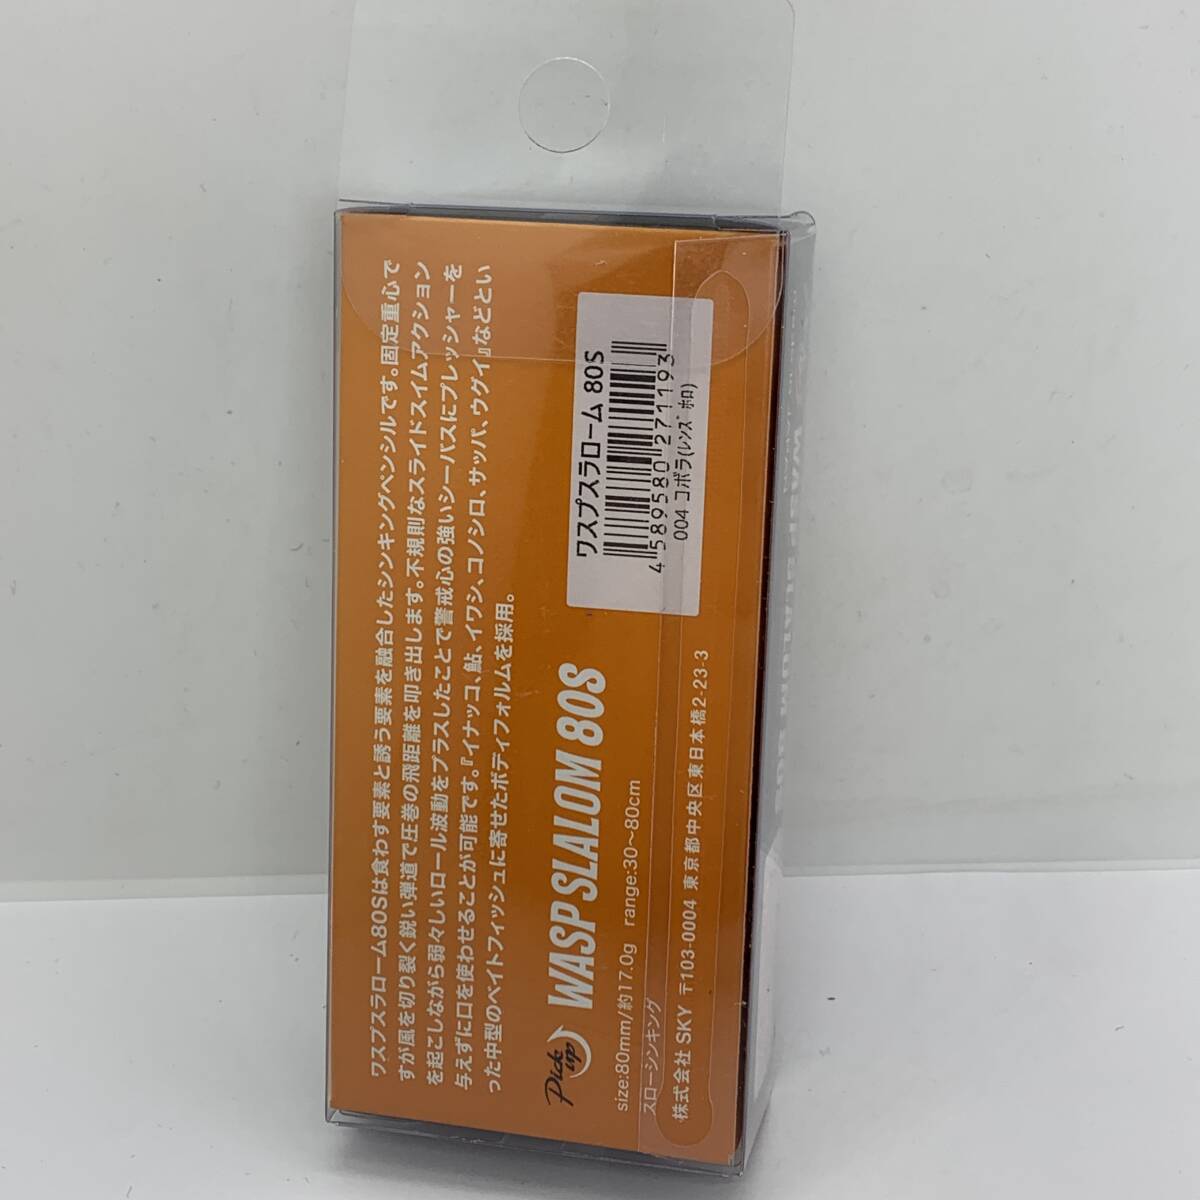 ワスプスラローム80Sは食わす要素と誘う要素を融合したシンキングペンシルです。固定重心で
すが風を切り裂く鋭い弾道で圧巻の飛距離を叩き出します。不規則なスライドスイムアクション
を起こしながら弱々しいロール波動をプラスしたことで警戒心の強いシーバスにプレッシャーを
与えずに口を使わせることが可能です。『イナッコ、鮎、イワシ、コノシロ、サッパ、ウグイ』などとい
った中型のベイトフィッシュに寄せたボディフォルムを採用。
Pick up
WASP SLALOM 80S
size:80mm/約17.0g range:30〜80cm
スローシンキング
株式会社 SKY 〒103-0004 東京都中央区東日本橋2-23-3
ワスプスラローム 80S
4589580271193
004 コボラ(レンズホロ)
WASP SLALOM 80S